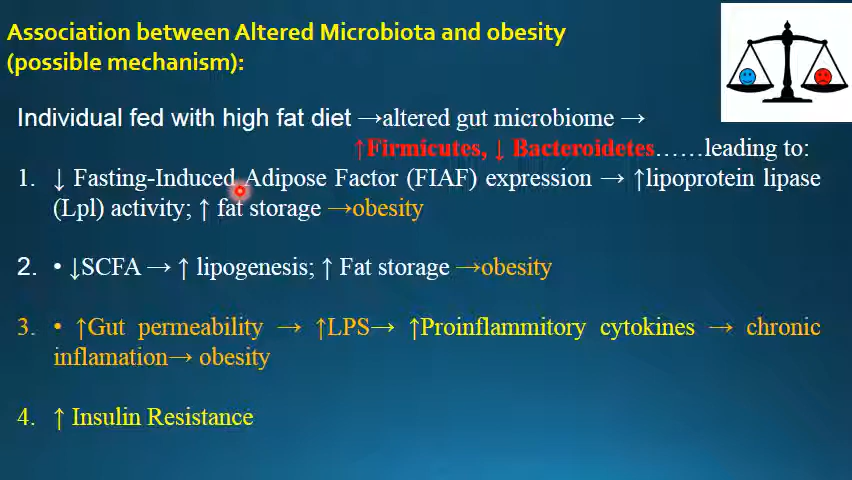 Association between Altered Microbiota and obesity
(possible mechanism):
Individual fed with high fat diet →altered gut microbiome →
↑Firmicutes, ↓ Bacteroidetes……leading to:
1. ↓ Fasting-Induced Adipose Factor (FIAF) expression → ↑lipoprotein lipase
(Lpl) activity; ↑ fat storage →obesity
2. • ↓SCFA → ↑ lipogenesis; ↑ Fat storage →obesity
3. • ↑Gut permeability → ↑LPS→ ↑Proinflammitory cytokines → chronic
inflamation→ obesity
4. ↑ Insulin Resistance